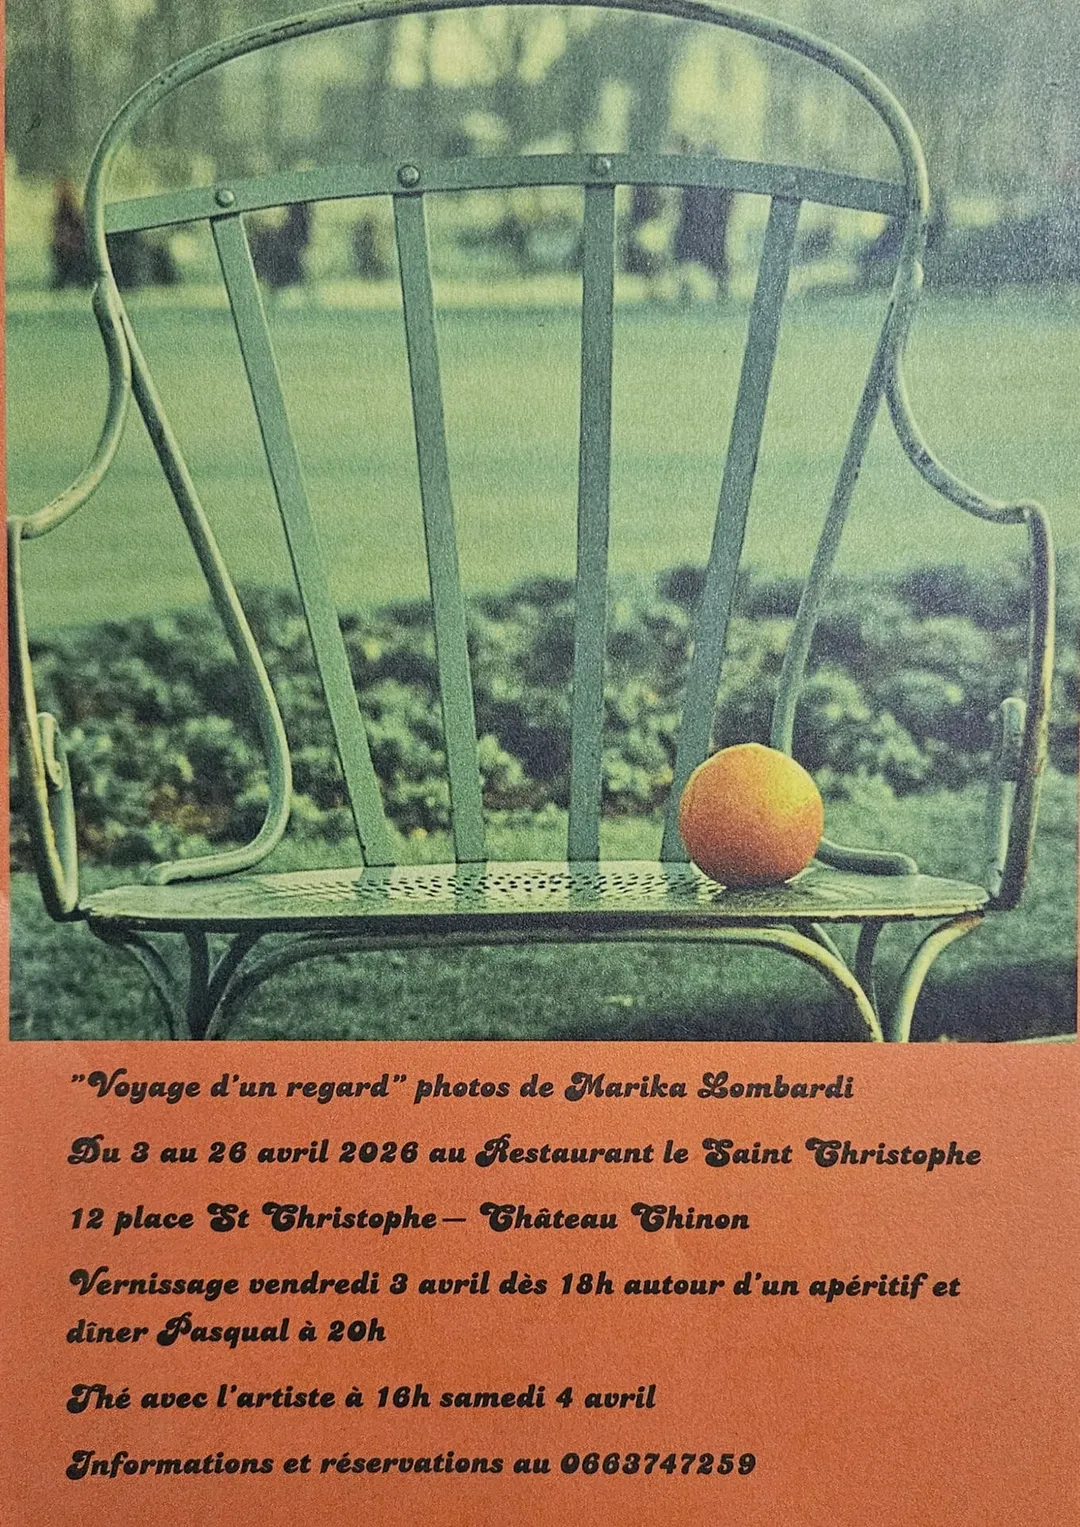 "Voyage d'un regard" photos de Marika Lombardi
Du 3 au 26 avril 2026 au Restaurant le Saint Christophe
12 place St Christophe – Château Chinon
Vernissage vendredi 3 avril dès 18h autour d'un apéritif et
dîner Pasqual à 20h
Thé avec l'artiste à 16h samedi 4 avril
Informations et réservations au 0663747259